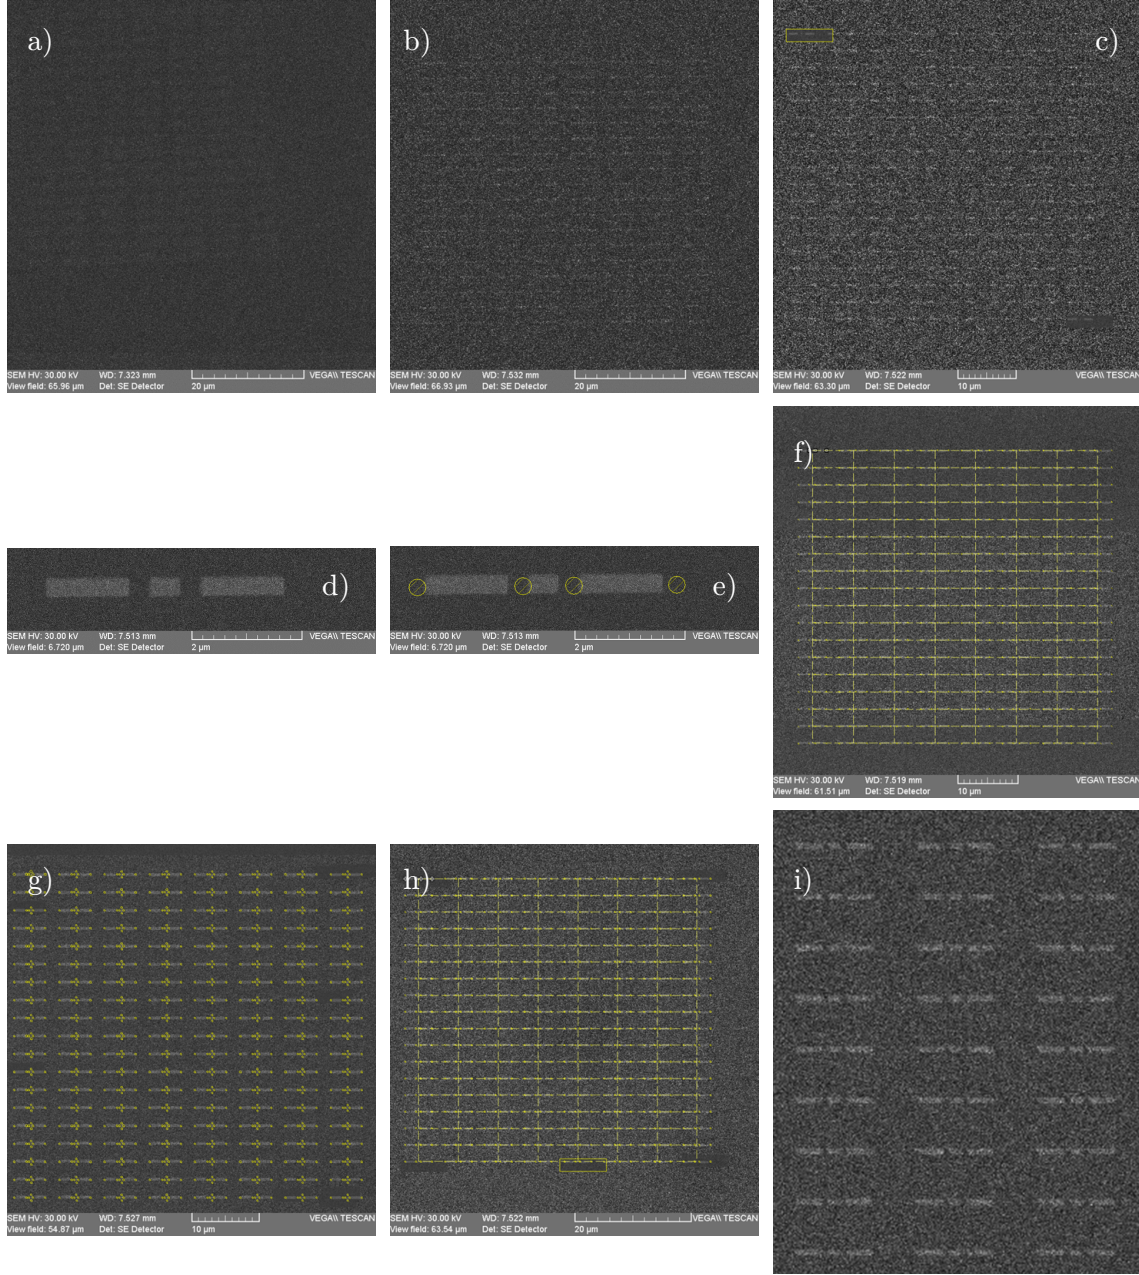 a)
SEM HV: 30.00 kV WD: 7.323 mm VEGA\\ TESCAN
View field: 65.96 µm Det: SE Detector 20 µm
b)
SEM HV: 30.00 kV WD: 7.532 mm VEGA\\ TESCAN
View field: 66.93 µm Det: SE Detector 20 µm
c)
SEM HV: 30.00 kV WD: 7.522 mm VEGA\\ TESCAN
View field: 63.30 µm Det: SE Detector 10 µm
d)
SEM HV: 30.00 kV WD: 7.513 mm VEGA\\ TESCAN
View field: 6.720 µm Det: SE Detector 2 µm
e)
SEM HV: 30.00 kV WD: 7.513 mm VEGA\\ TESCAN
View field: 6.720 µm Det: SE Detector 2 µm
f)
SEM HV: 30.00 kV WD: 7.519 mm VEGA\\ TESCAN
View field: 61.51 µm Det: SE Detector 10 µm
g)
SEM HV: 30.00 kV WD: 7.527 mm VEGA\\ TESCAN
View field: 54.87 µm Det: SE Detector 10 µm
h)
SEM HV: 30.00 kV WD: 7.522 mm VEGA\\ TESCAN
View field: 63.54 µm Det: SE Detector 20 µm
i)